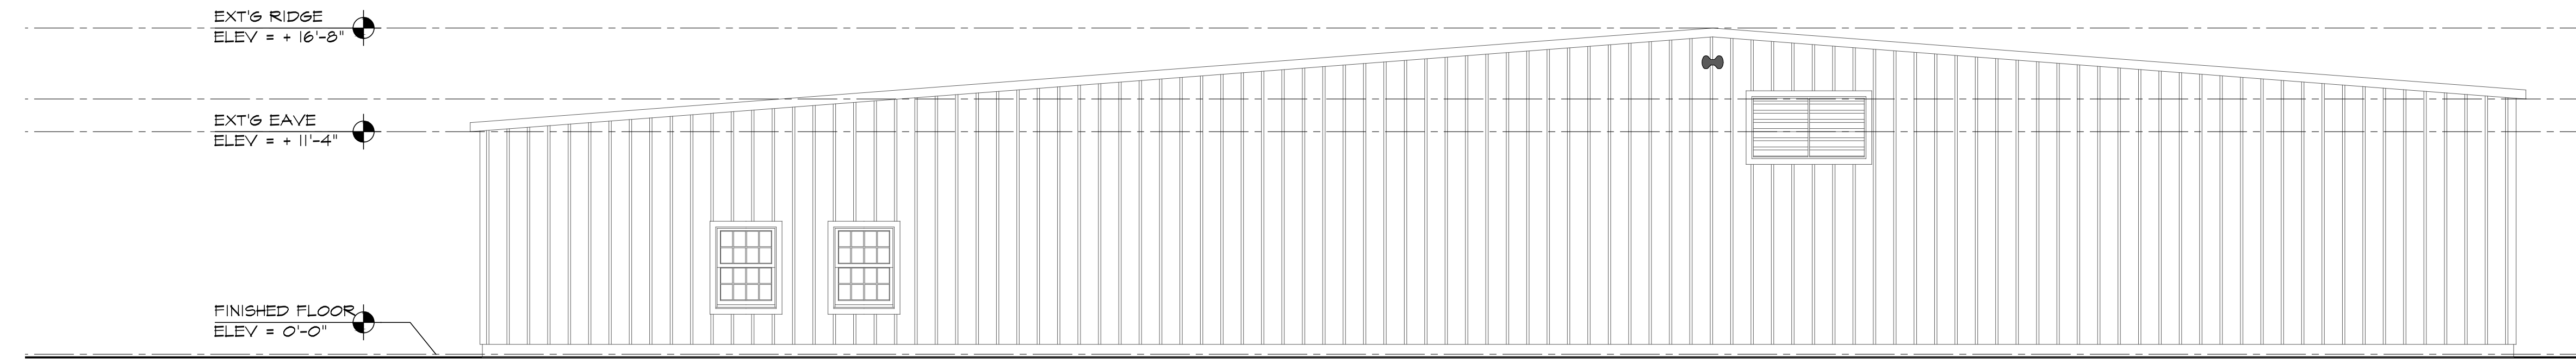 EXT'G RIDGE
ELEV = + 16'-8"
EXT'G EAVE
ELEV = + 11'-4"
FINISHED FLOOR
ELEV = 0'-0"